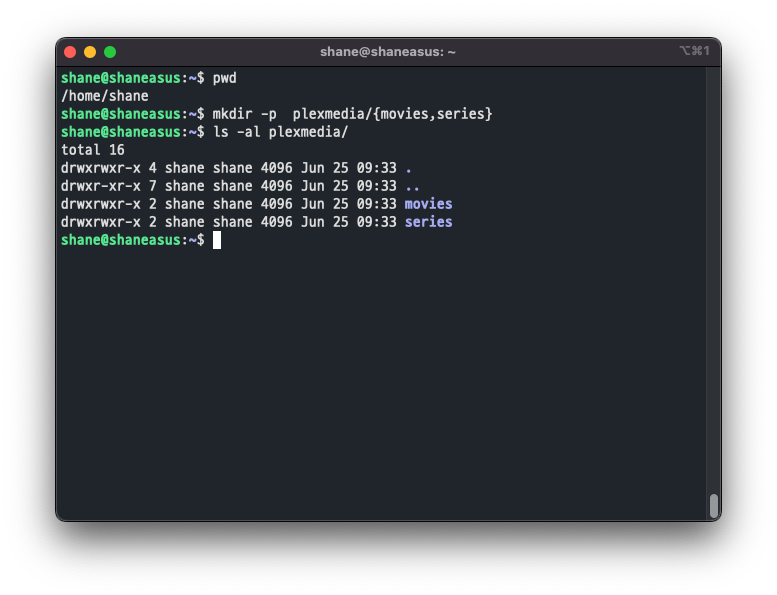 shane@shaneasus: ~
⌥⌘1
shane@shaneasus:~$ pwd
/home/shane
shane@shaneasus:~$ mkdir -p  plexmedia/{movies,series}
shane@shaneasus:~$ ls -al plexmedia/
total 16
drwxrwxr-x 4 shane shane 4096 Jun 25 09:33 .
drwxr-xr-x 7 shane shane 4096 Jun 25 09:33 ..
drwxrwxr-x 2 shane shane 4096 Jun 25 09:33 movies
drwxrwxr-x 2 shane shane 4096 Jun 25 09:33 series
shane@shaneasus:~$